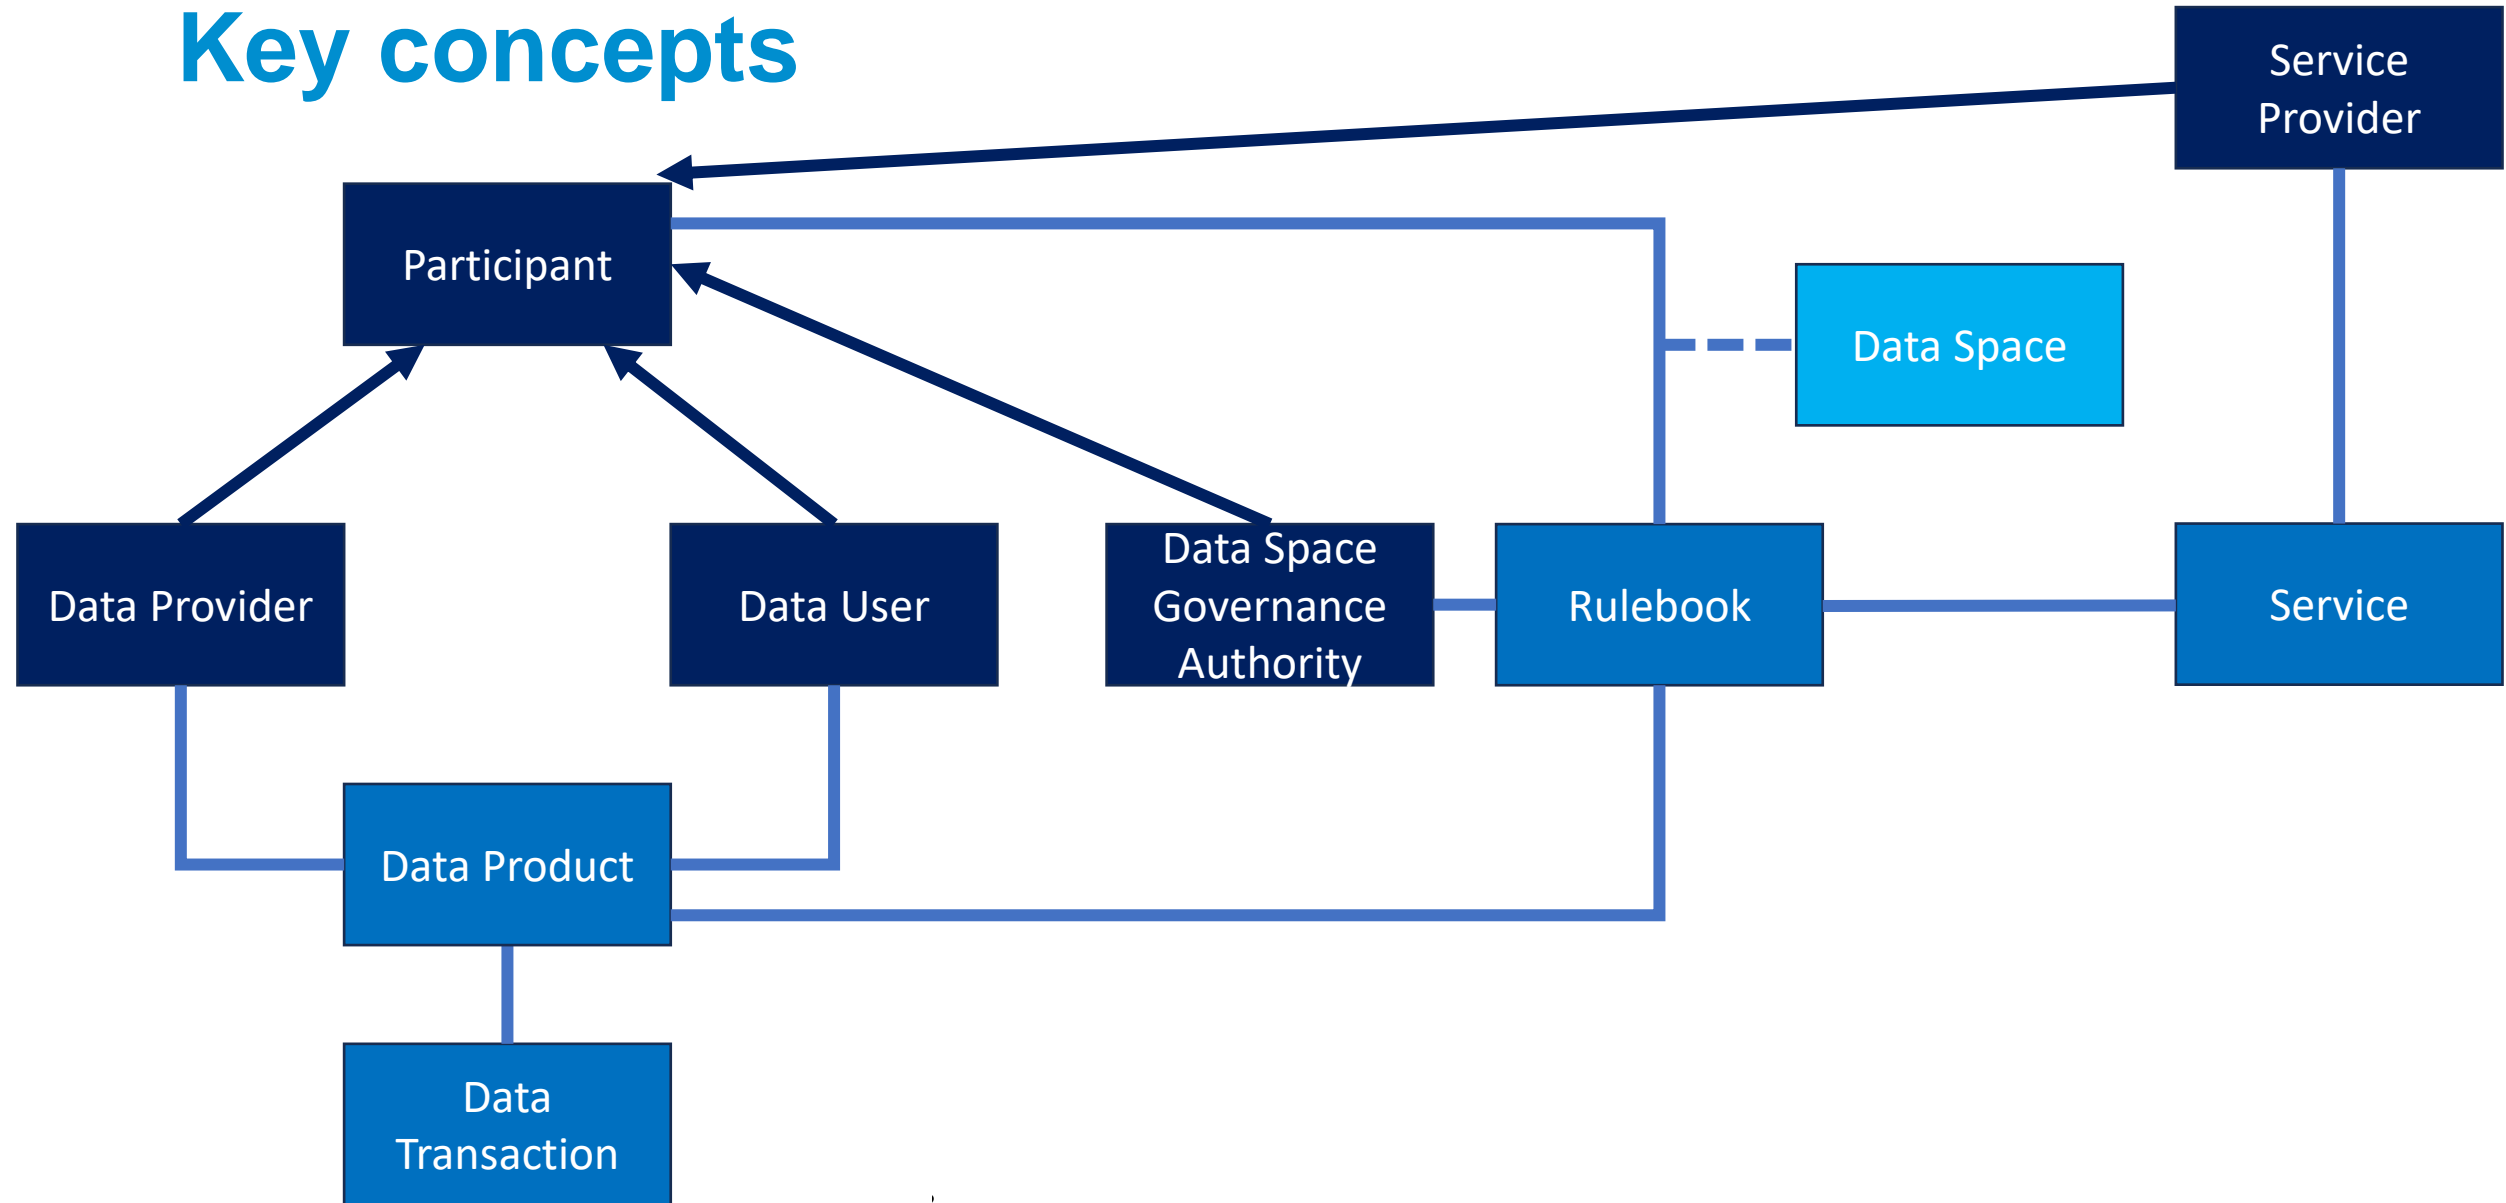 Key concepts
Service
Provider
Participant
Data Space
Data Provider
Data User
Data Space
Governance
Authority
Rulebook
Service
Data Product
Data
Transaction